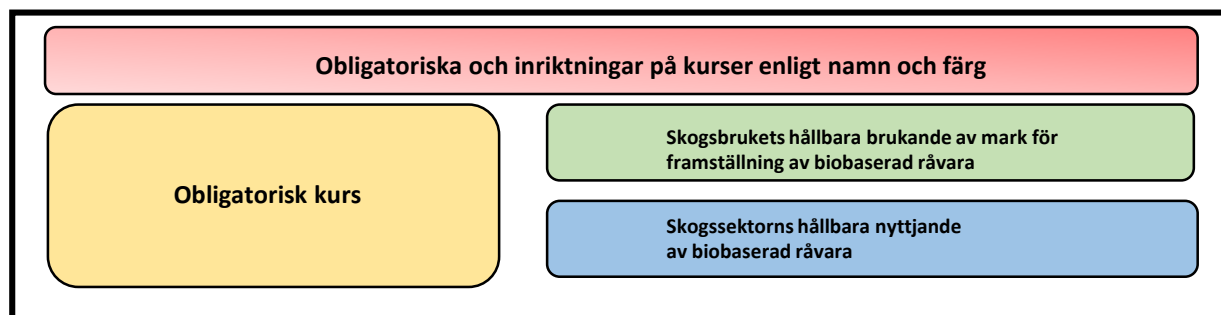 Obligatoriska och inriktningar på kurser enligt namn och färg
Obligatorisk kurs
Skogsbrukets hållbara brukande av mark för
framställning av biobaserad råvara
Skogssektorns hållbara nyttjande
av biobaserad råvara